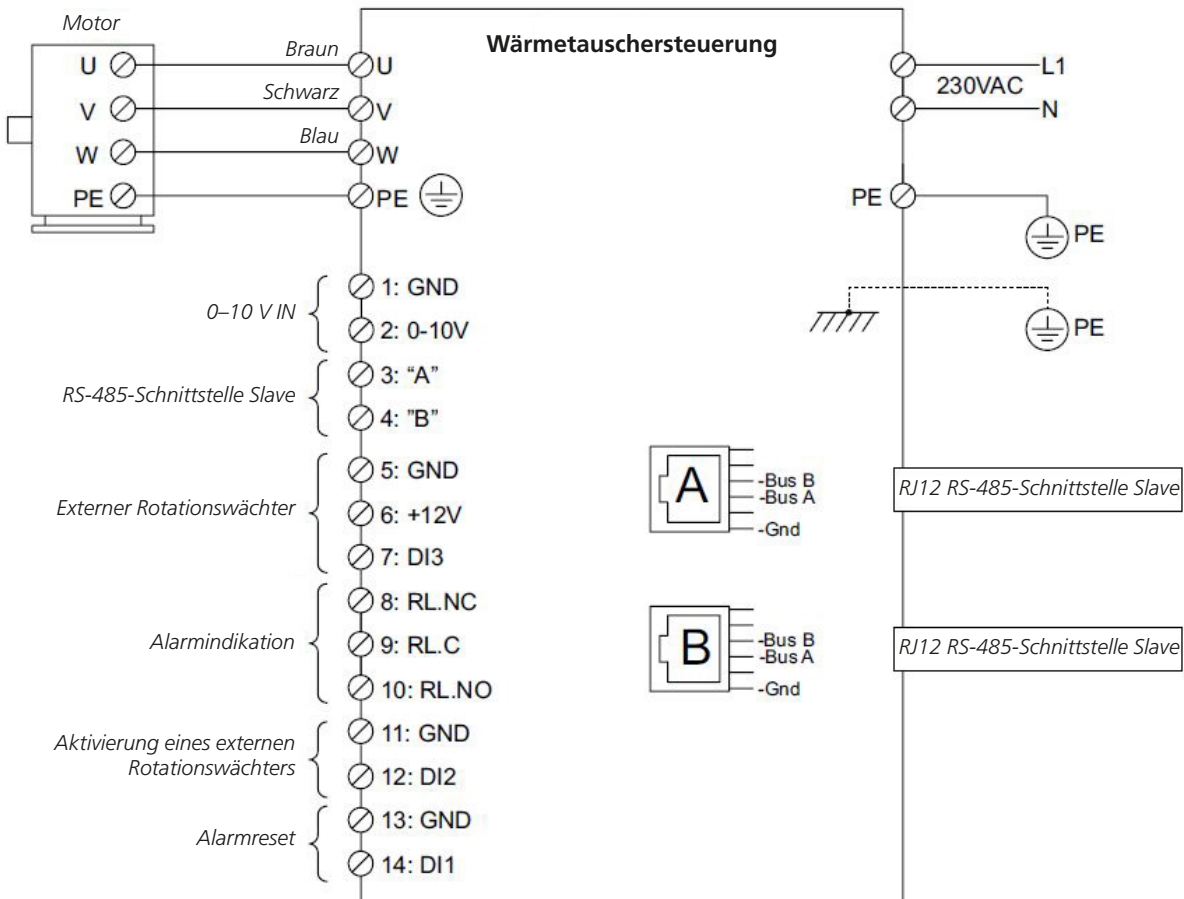 Motor
Wärmetauschersteuerung
U
Braun
U
L1
230VAC
V
Schwarz
V
N
W
Blau
W
PE
PE
PE
PE
0–10 V IN
1: GND
2: 0-10V
PE
RS-485-Schnittstelle Slave
3: “A”
4: ”B”
Externer Rotationswächter
5: GND
6: +12V
7: DI3
A
-Bus B
-Bus A
-Gnd
RJ12 RS-485-Schnittstelle Slave
Alarmindikation
8: RL.NC
9: RL.C
10: RL.NO
B
-Bus B
-Bus A
-Gnd
RJ12 RS-485-Schnittstelle Slave
Aktivierung eines externen
Rotationswächters
11: GND
12: DI2
Alarmreset
13: GND
14: DI1